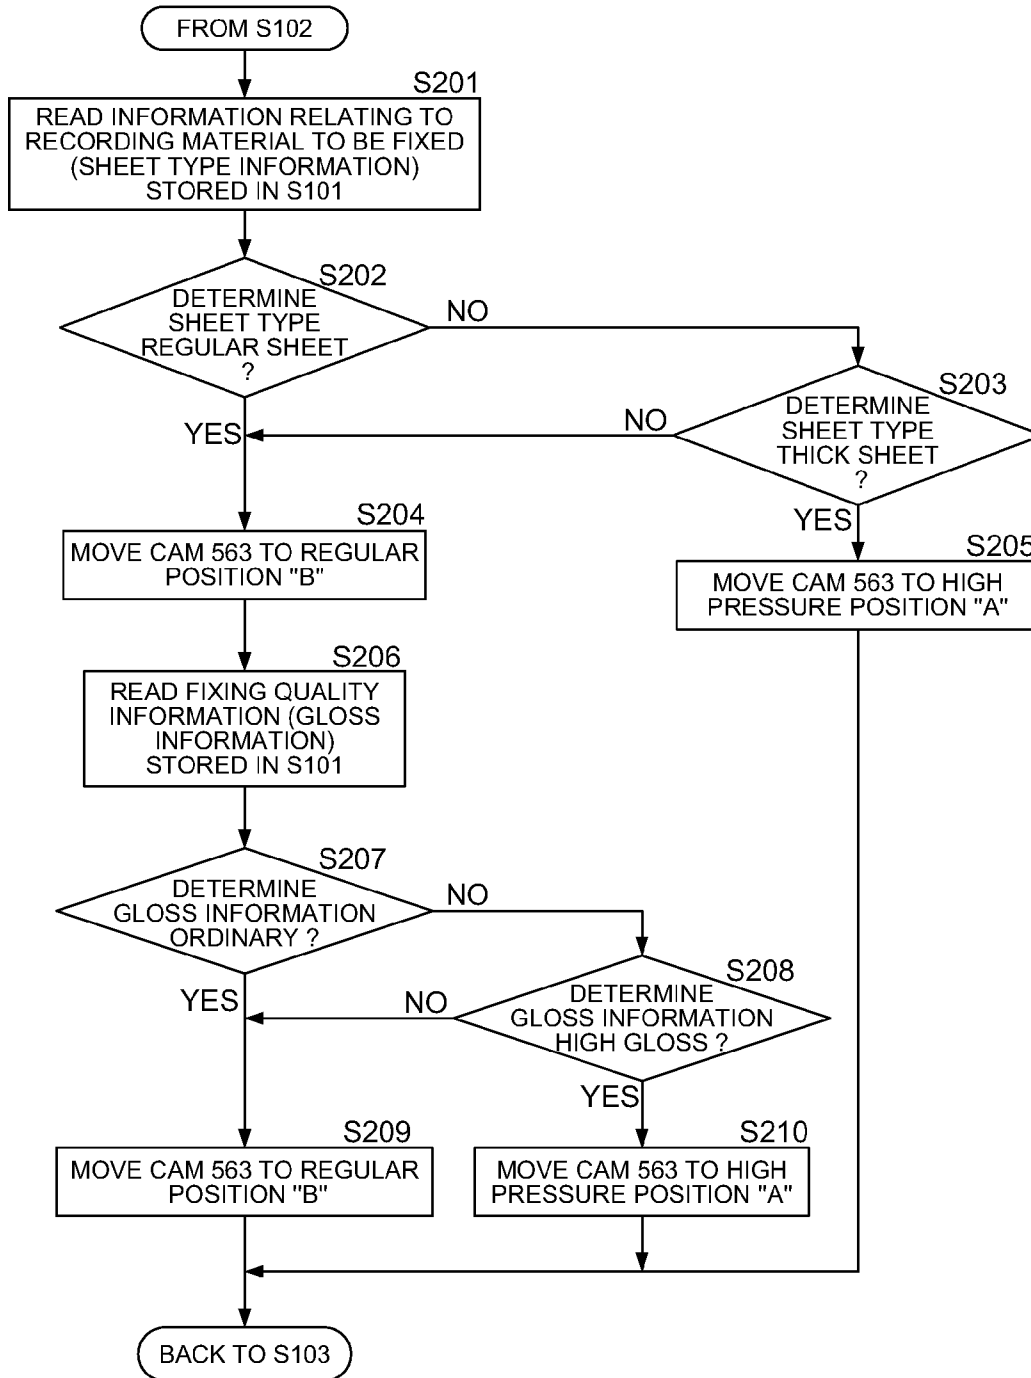 FROM S102
S201
READ INFORMATION RELATING TO
RECORDING MATERIAL TO BE FIXED
(SHEET TYPE INFORMATION)
STORED IN S101
S202
DETERMINE
SHEET TYPE
REGULAR SHEET
?
NO
YES
S203
DETERMINE
SHEET TYPE
THICK SHEET
?
NO
YES
S204
MOVE CAM 563 TO REGULAR
POSITION "B"
S205
MOVE CAM 563 TO HIGH
PRESSURE POSITION "A"
S206
READ FIXING QUALITY
INFORMATION (GLOSS
INFORMATION)
STORED IN S101
S207
DETERMINE
GLOSS INFORMATION
ORDINARY ?
NO
YES
S208
DETERMINE
GLOSS INFORMATION
HIGH GLOSS ?
NO
YES
S209
MOVE CAM 563 TO REGULAR
POSITION "B"
S210
MOVE CAM 563 TO HIGH
PRESSURE POSITION "A"
BACK TO S103